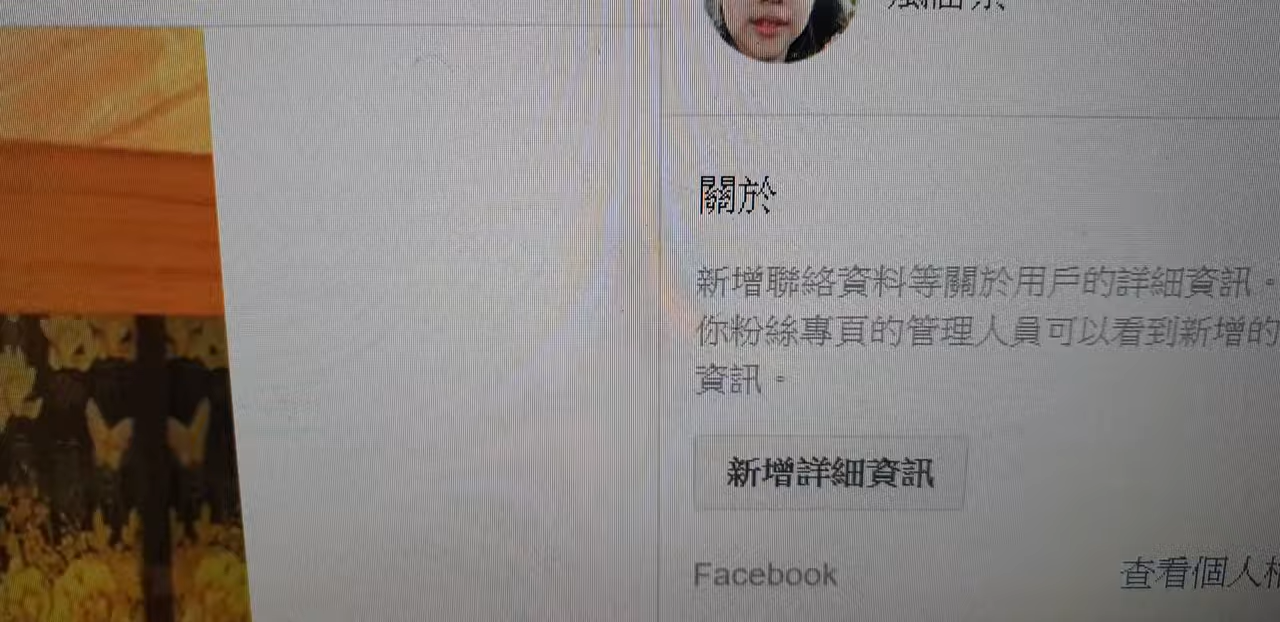 關於
新增聯絡資料等關於用戶的詳細資訊。
你粉絲專頁的管理人員可以看到新增的
資訊。
新增詳細資訊
Facebook
查看個人